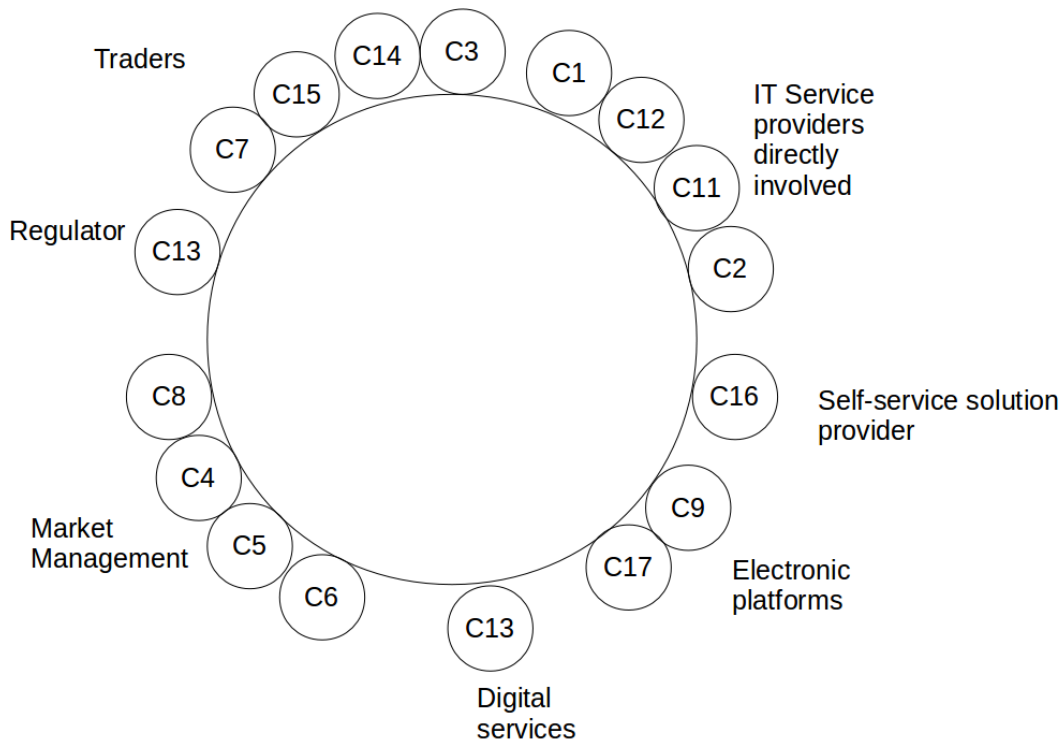 C14
C3
C1
Traders
C15
C12
IT Service
providers
directly
involved
C7
C11
Regulator
C13
C2
C8
C16
Self-service solution
provider
C4
C9
Market
Management
C5
C17
Electronic
platforms
C6
C13
Digital
services